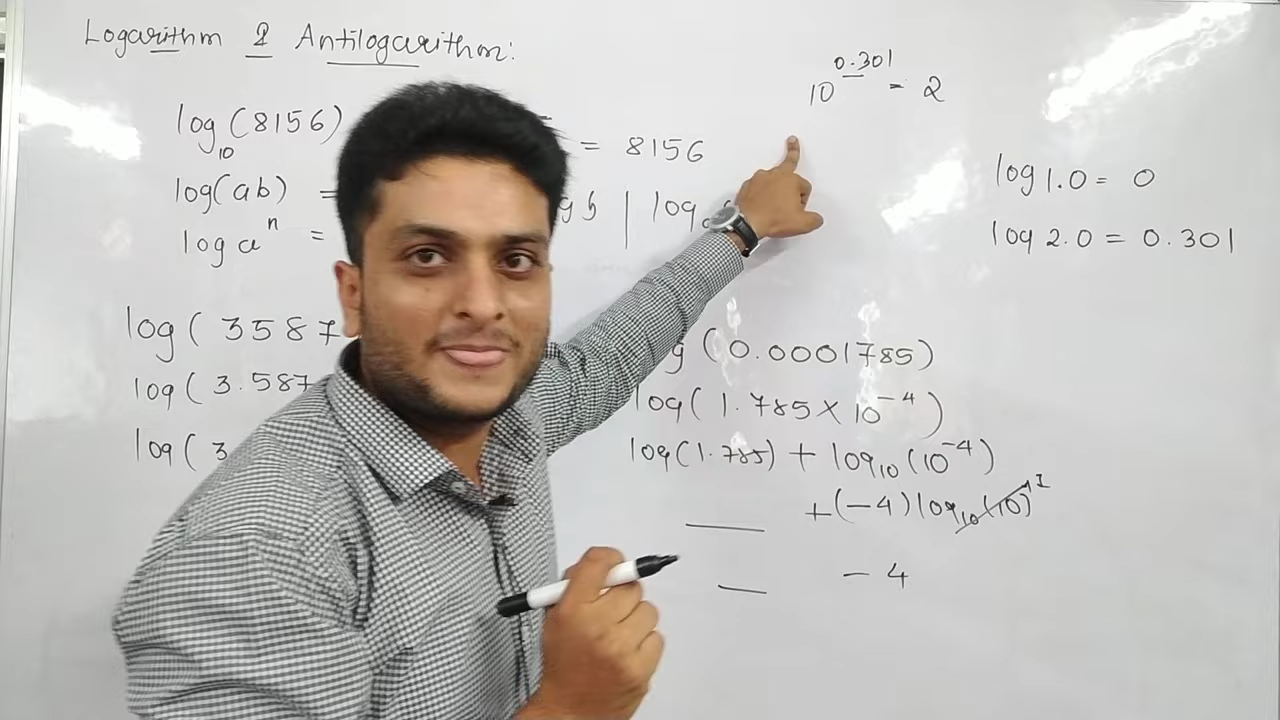 Logarithm & Antilogarithm:
10^0.301 = 2
log10(8156) = 8156
log(ab) = | log
log a^n =
log 1.0 = 0
log 2.0 = 0.301
log( 3587
log( 3.587
log( 3
(0.0001785)
log( 1.785 × 10^-4 )
log(1.785) + log10(10^-4)
+(-4) log10(10)^1
- 4